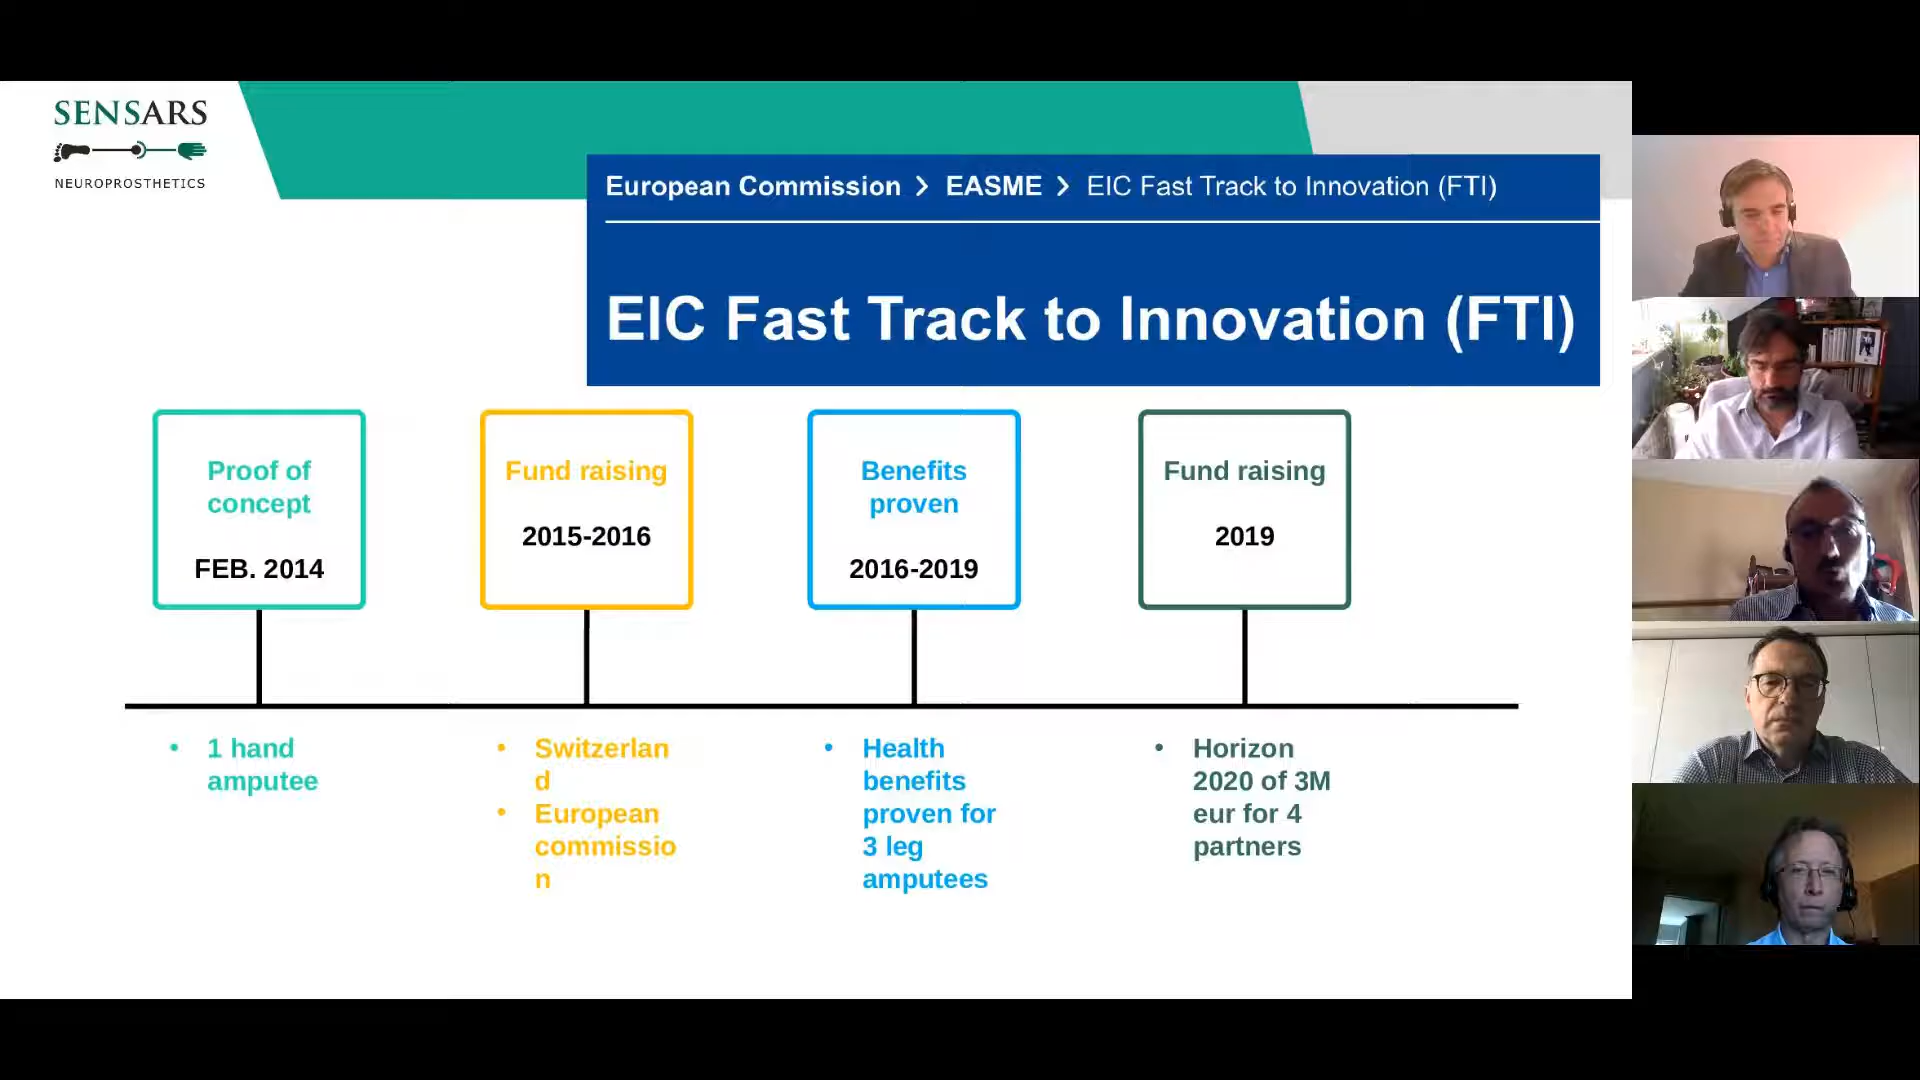 SENSARS
NEUROPROSTHETICS
European Commission > EASME > EIC Fast Track to Innovation (FTI)
EIC Fast Track to Innovation (FTI)
Proof of
concept
FEB. 2014
Fund raising
2015-2016
Benefits
proven
2016-2019
Fund raising
2019
• 1 hand
amputee
• Switzerlan
d
• European
commissio
n
• Health
benefits
proven for
3 leg
amputees
• Horizon
2020 of 3M
eur for 4
partners